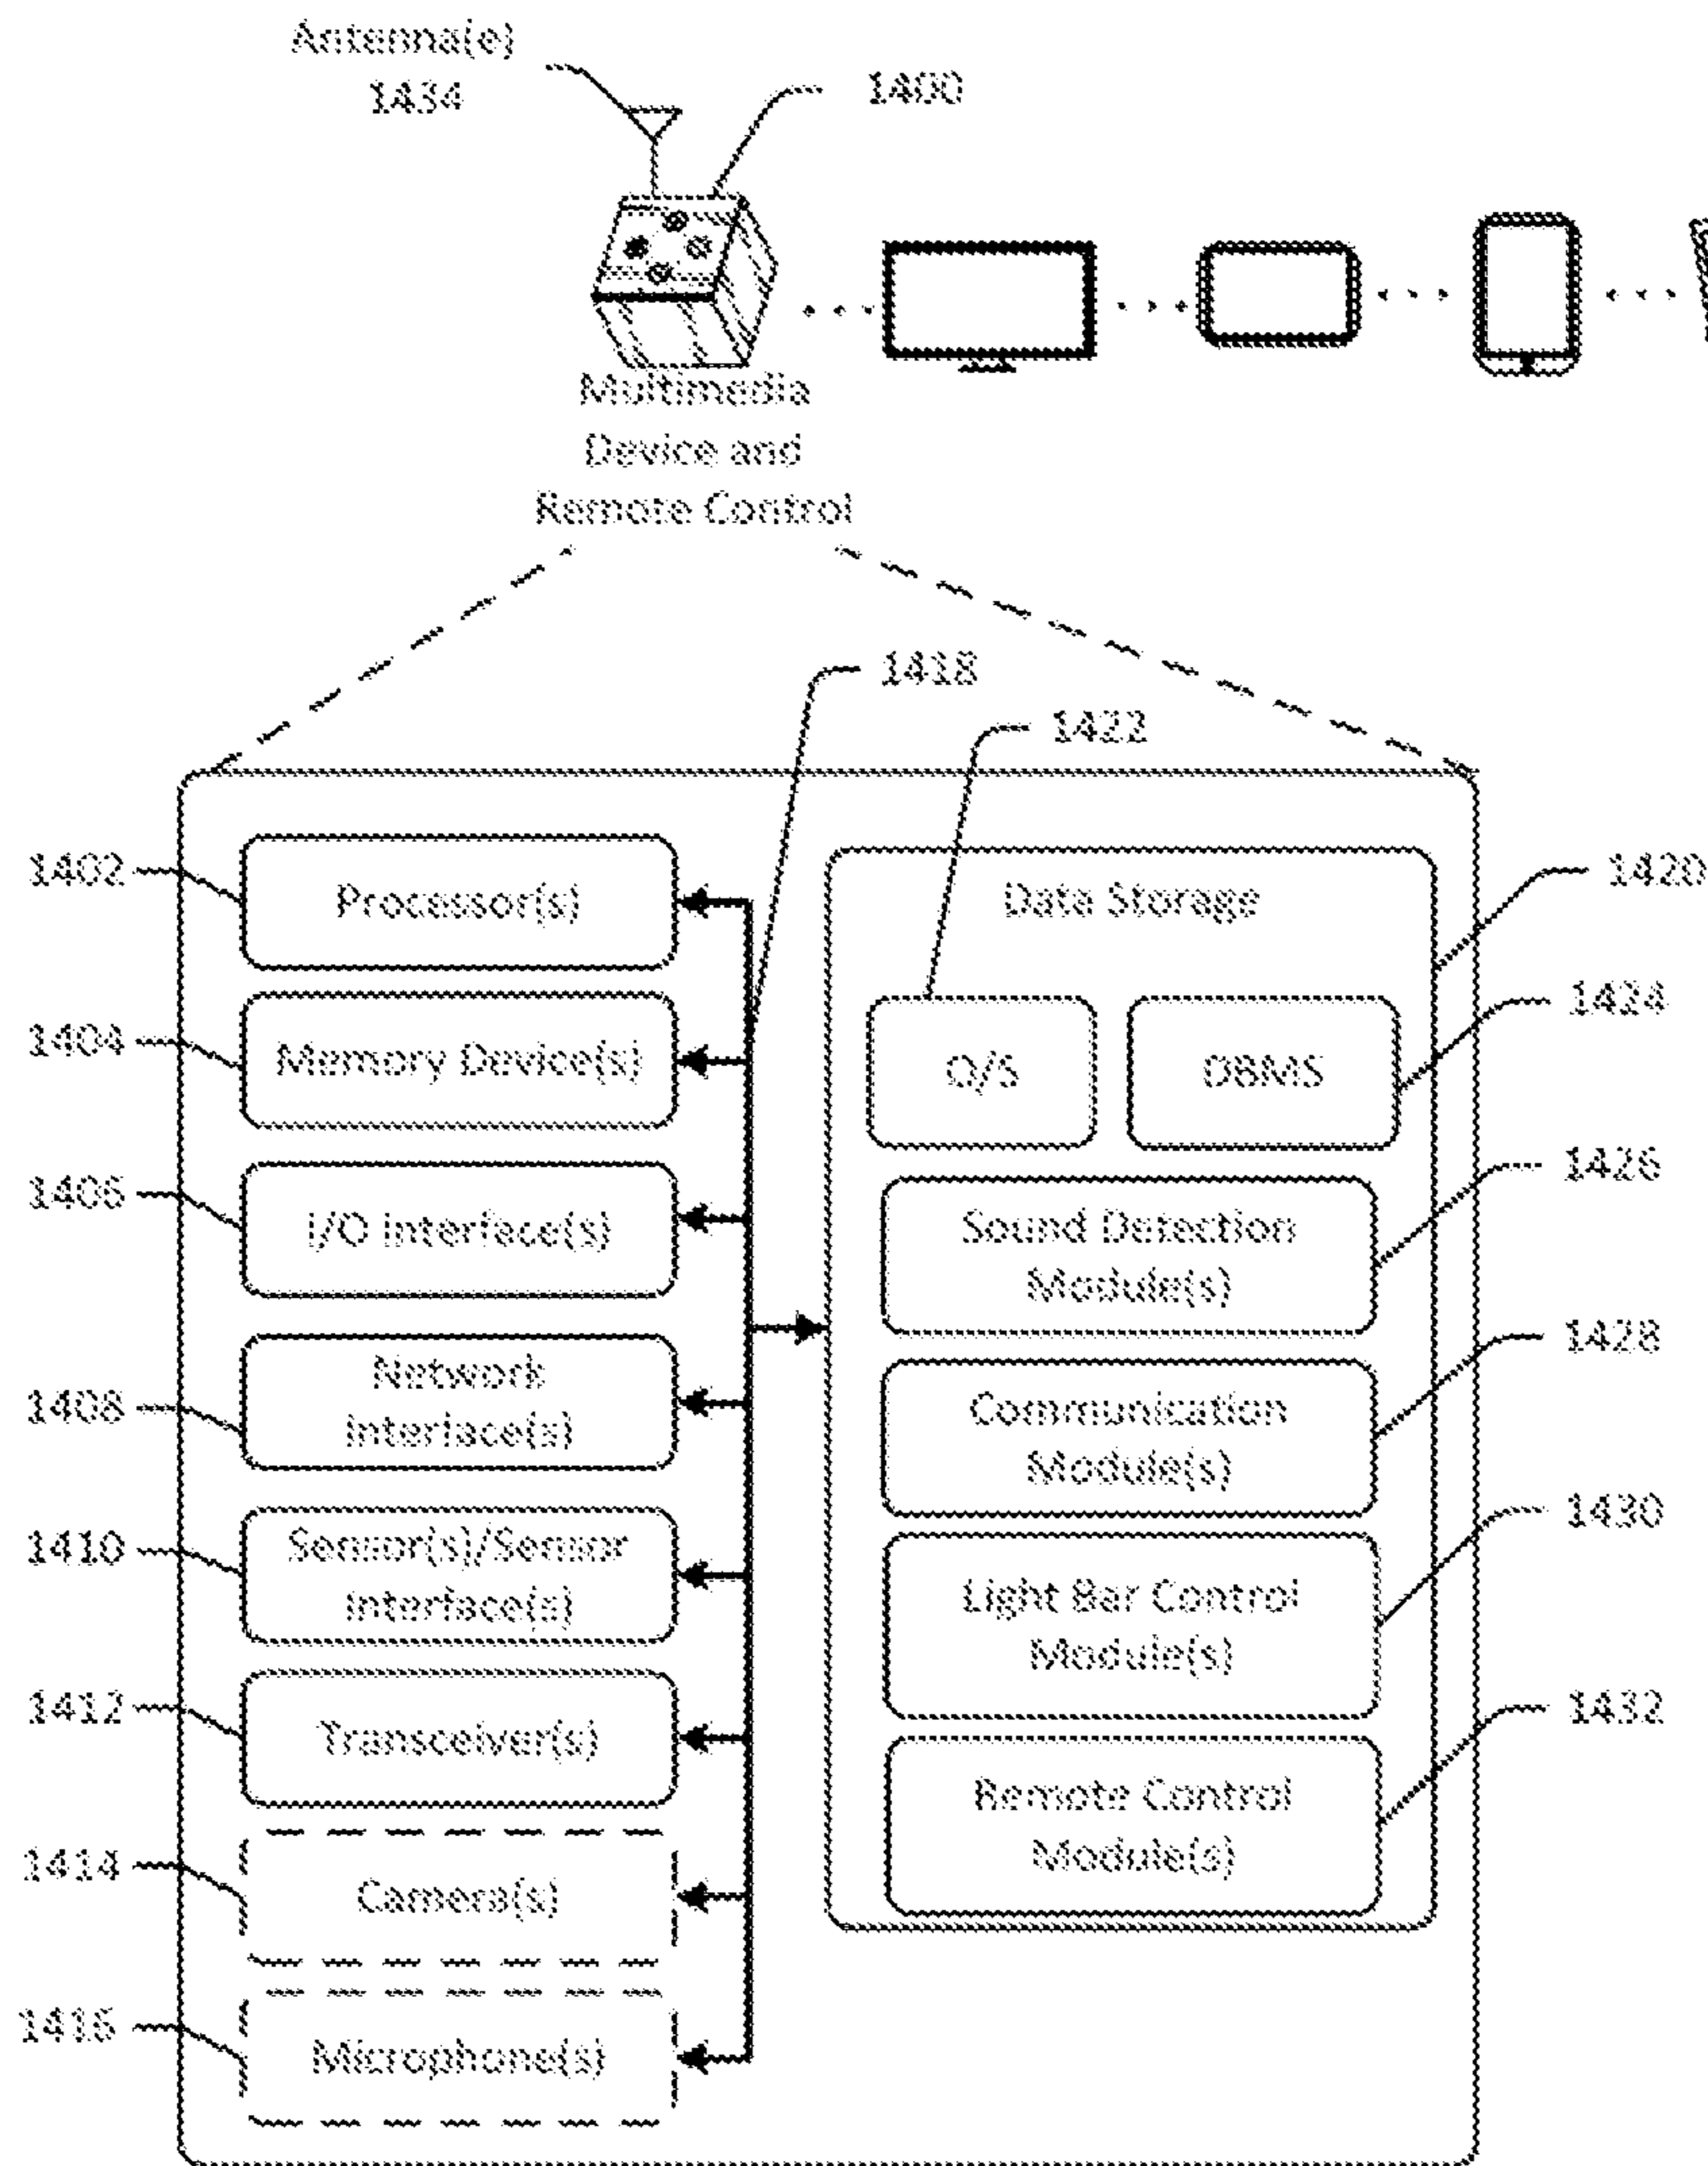 Antenna(e)
1434
1400
Multimedia
Device and
Remote Control
1418
1422
1402
Processor(s)
Data Storage
1420
1404
Memory Device(s)
O/S
DBMS
1424
1406
I/O Interface(s)
Sound Detection
Module(s)
1426
1408
Network
Interface(s)
Communication
Module(s)
1428
1410
Sensor(s)/Sensor
Interface(s)
Light Bar Control
Module(s)
1430
1412
Transceiver(s)
Remote Control
Module(s)
1432
1414
Camera(s)
1416
Microphone(s)